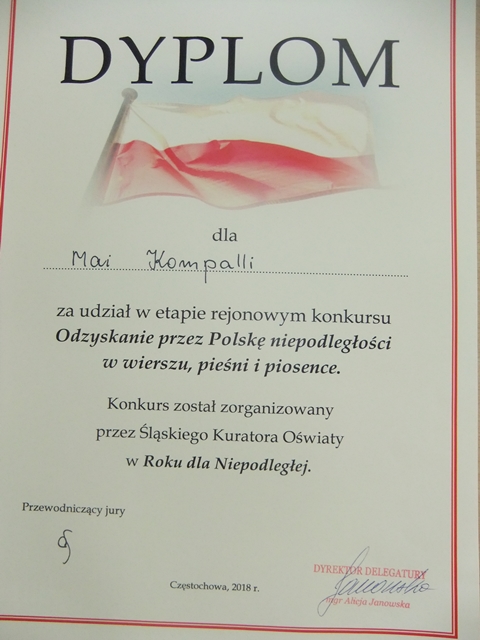 DYPLOM
dla
Mai Kompalli
za udział w etapie rejonowym konkursu
Odzyskanie przez Polskę niepodległości
w wierszu, pieśni i piosence.
Konkurs został zorganizowany
przez Śląskiego Kuratora Oświaty
w Roku dla Niepodległej.
Przewodniczący jury
DYREKTOR DELEGATURY
Janowska
mgr Alicja Janowska
Częstochowa, 2018 r.